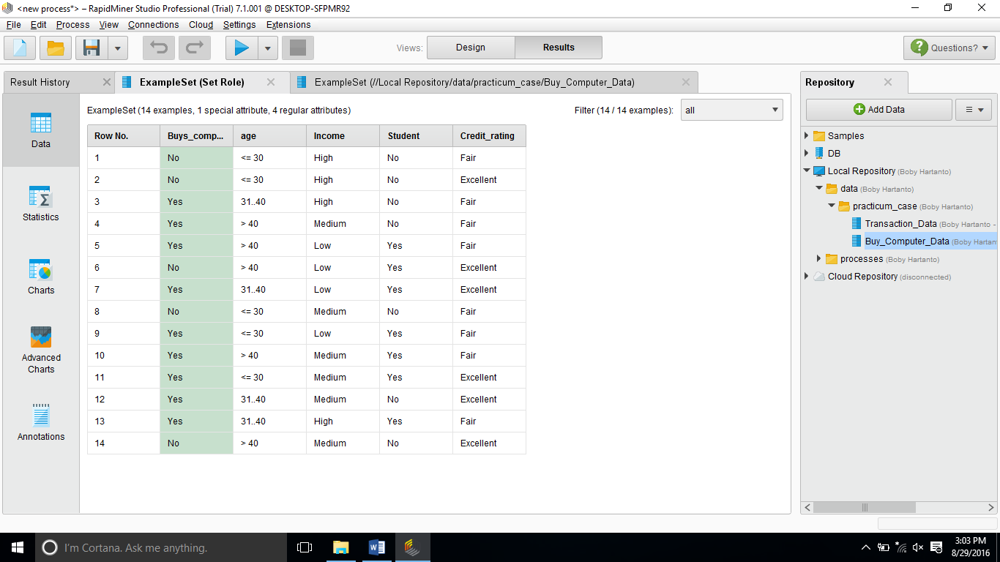 <new process*> – RapidMiner Studio Professional (Trial) 7.1.001 @ DESKTOP-SFPMR92
File Edit Process View Connections Cloud Settings Extensions
Views: Design Results Questions?
Result History ExampleSet (Set Role) ExampleSet (//Local Repository/data/practicum_case/Buy_Computer_Data)
ExampleSet (14 examples, 1 special attribute, 4 regular attributes) Filter (14 / 14 examples): all
Row No. Buys_comp... age Income Student Credit_rating
1 No <= 30 High No Fair
2 No <= 30 High No Excellent
3 Yes 31..40 High No Fair
4 Yes > 40 Medium No Fair
5 Yes > 40 Low Yes Fair
6 No > 40 Low Yes Excellent
7 Yes 31..40 Low Yes Excellent
8 No <= 30 Medium No Fair
9 Yes <= 30 Low Yes Fair
10 Yes > 40 Medium Yes Fair
11 Yes <= 30 Medium Yes Excellent
12 Yes 31..40 Medium No Excellent
13 Yes 31..40 High Yes Fair
14 No > 40 Medium No Excellent
Data
Statistics
Charts
Advanced
Charts
Annotations
Repository
Add Data
Samples
DB
Local Repository (Boby Hartanto)
data (Boby Hartanto)
practicum_case (Boby Hartanto)
Transaction_Data (Boby Hartanto -
Buy_Computer_Data (Boby Hartan
processes (Boby Hartanto)
Cloud Repository (disconnected)
I'm Cortana. Ask me anything.
3:03 PM
8/29/2016